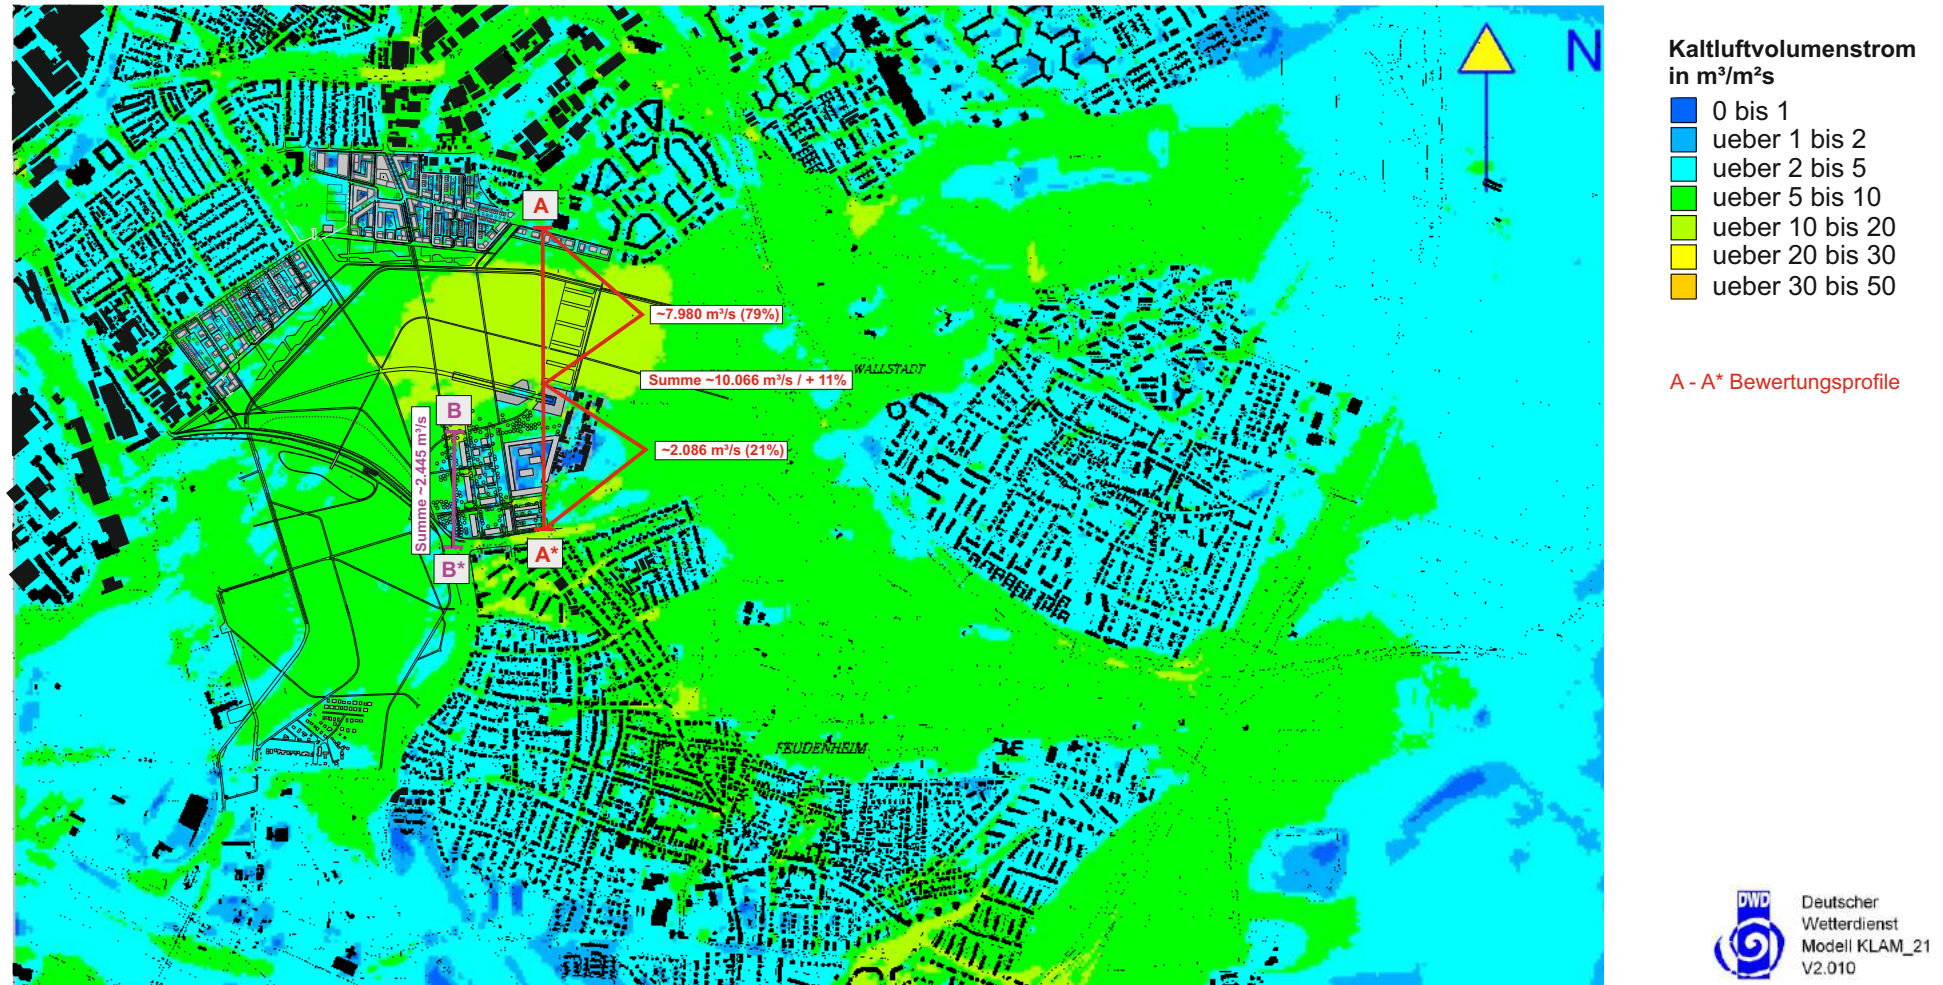 Kaltluftvolumenstrom
in m³/m²s
0 bis 1
ueber 1 bis 2
ueber 2 bis 5
ueber 5 bis 10
ueber 10 bis 20
ueber 20 bis 30
ueber 30 bis 50
A - A* Bewertungsprofile
N
A
~7.980 m³/s (79%)
WALLSTADT
Summe ~10.066 m³/s / + 11%
B
Summe ~2.445 m³/s
~2.086 m³/s (21%)
A*
B*
FEUDENHEIM
DWD
Deutscher
Wetterdienst
Modell KLAM_21
V2.010